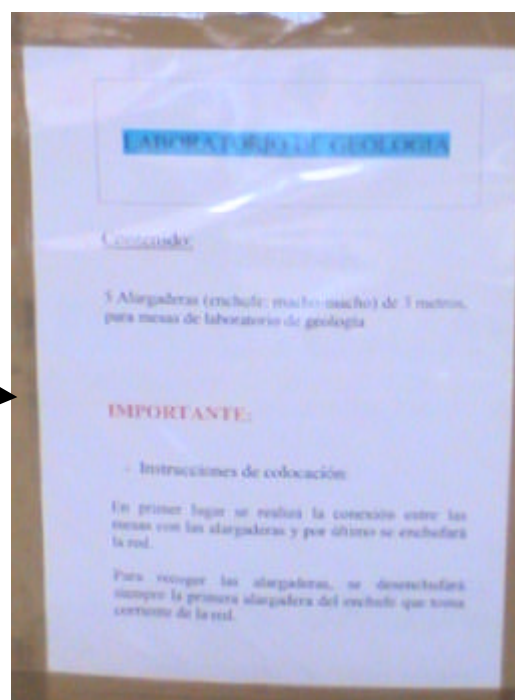 LABORATORIO DE GEOLOGIA
Contenido:
5 Alargaderas (enchufe: macho-macho) de 3 metros,
para mesas de laboratorio de geología
IMPORTANTE:
- Instrucciones de colocación:
En primer lugar se realiza la conexión entre las
mesas con las alargaderas y por último se enchufará
la red.
Para recoger las alargaderas, se desenchufará
siempre la primera alargadera del enchufe que toma
corriente de la red.